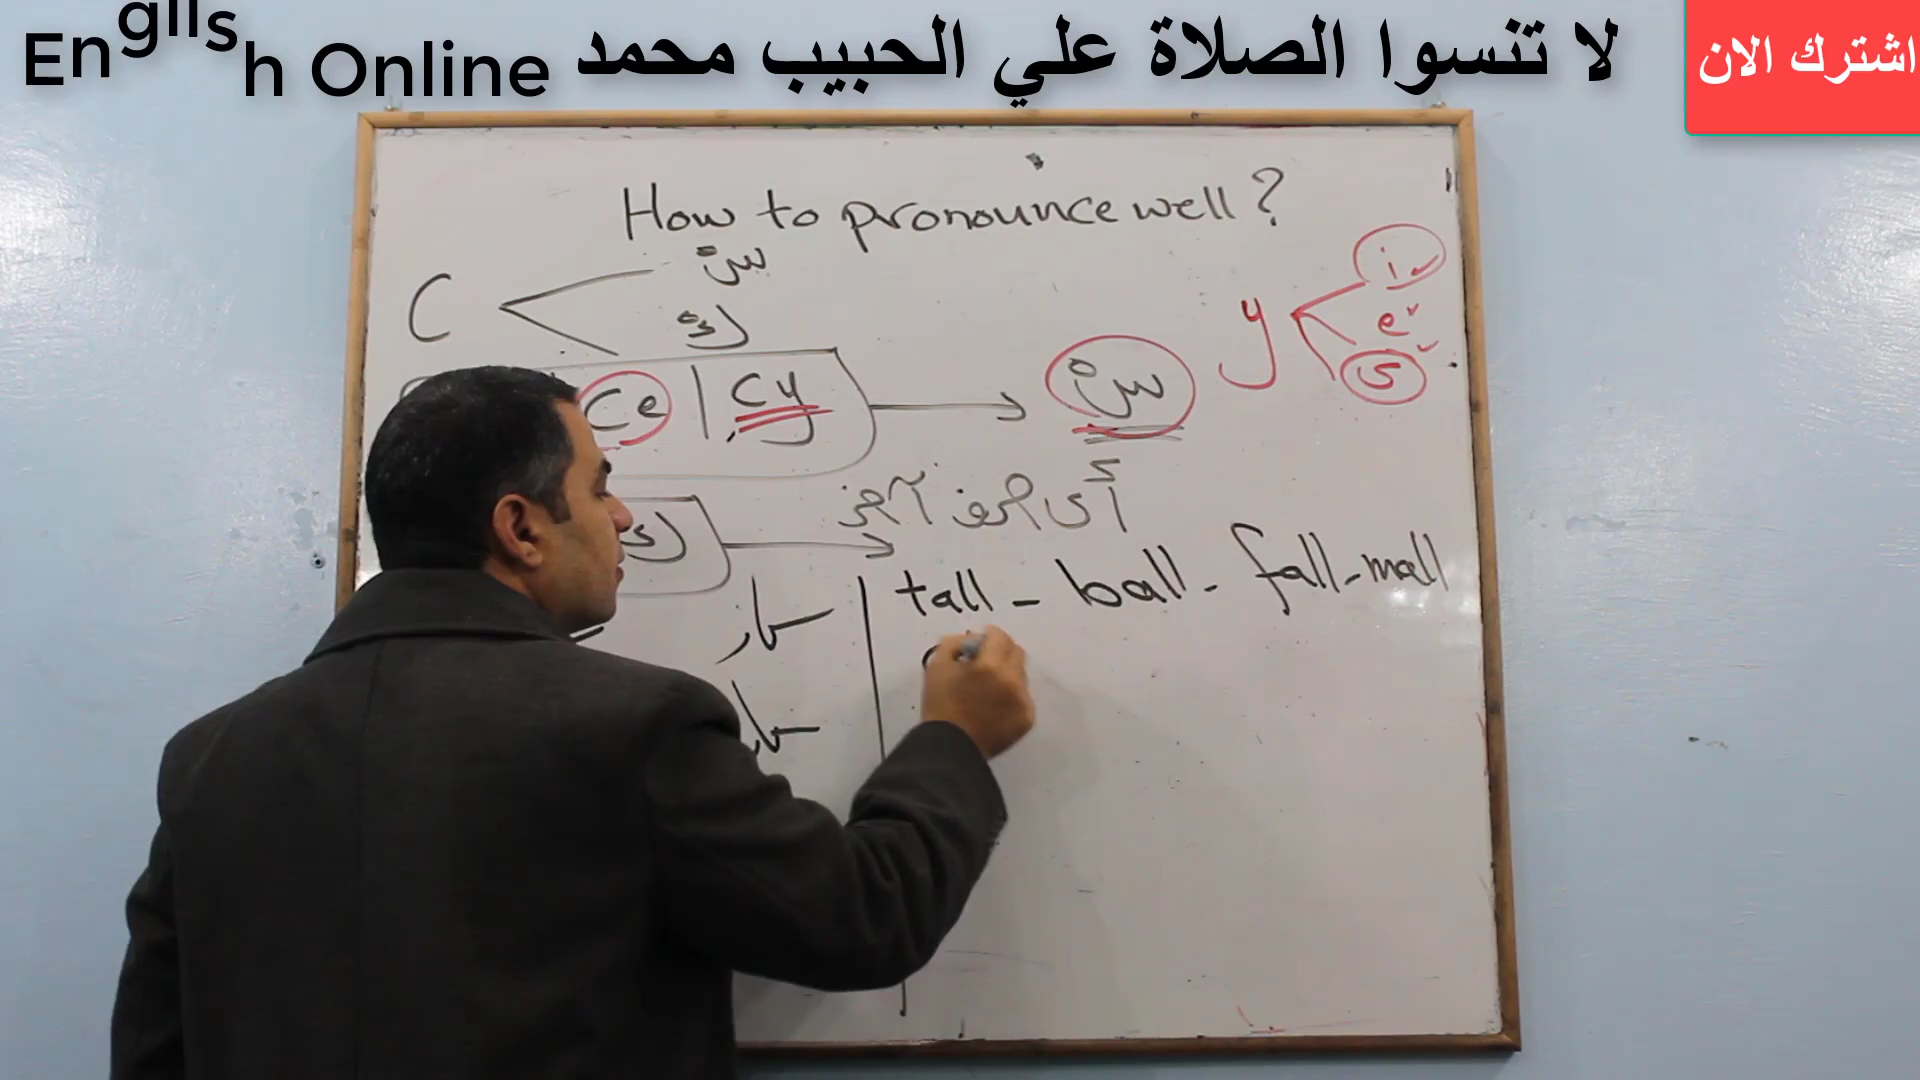 English Online لا تنسوا الصلاة علي الحبيب محمد
اشترك الان
How to pronounce well?
C سْ
كْ
y i
e
ى
Ce | Cy → سْ
ك → أى حرف آخر
tall - ball - fall - mall